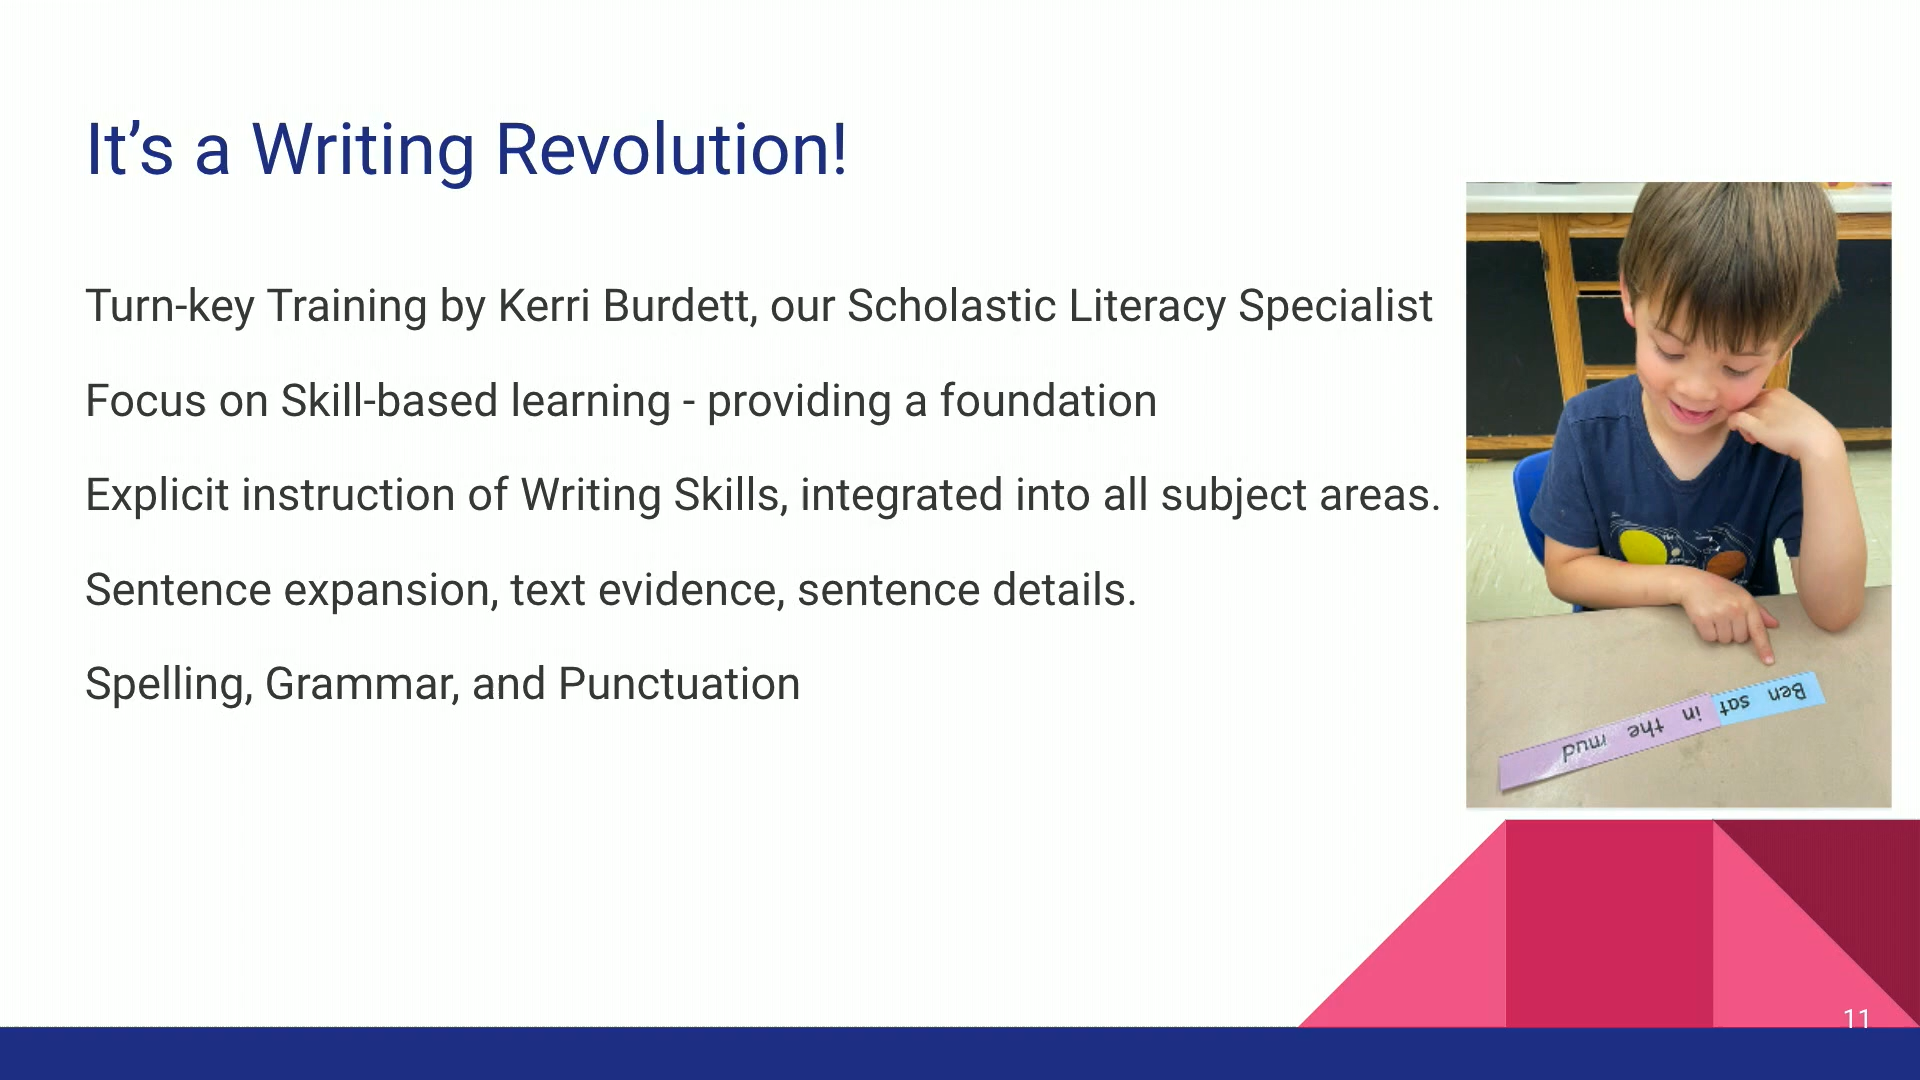 It’s a Writing Revolution!
Turn-key Training by Kerri Burdett, our Scholastic Literacy Specialist
Focus on Skill-based learning - providing a foundation
Explicit instruction of Writing Skills, integrated into all subject areas.
Sentence expansion, text evidence, sentence details.
Spelling, Grammar, and Punctuation
Ben sat in the mud
11